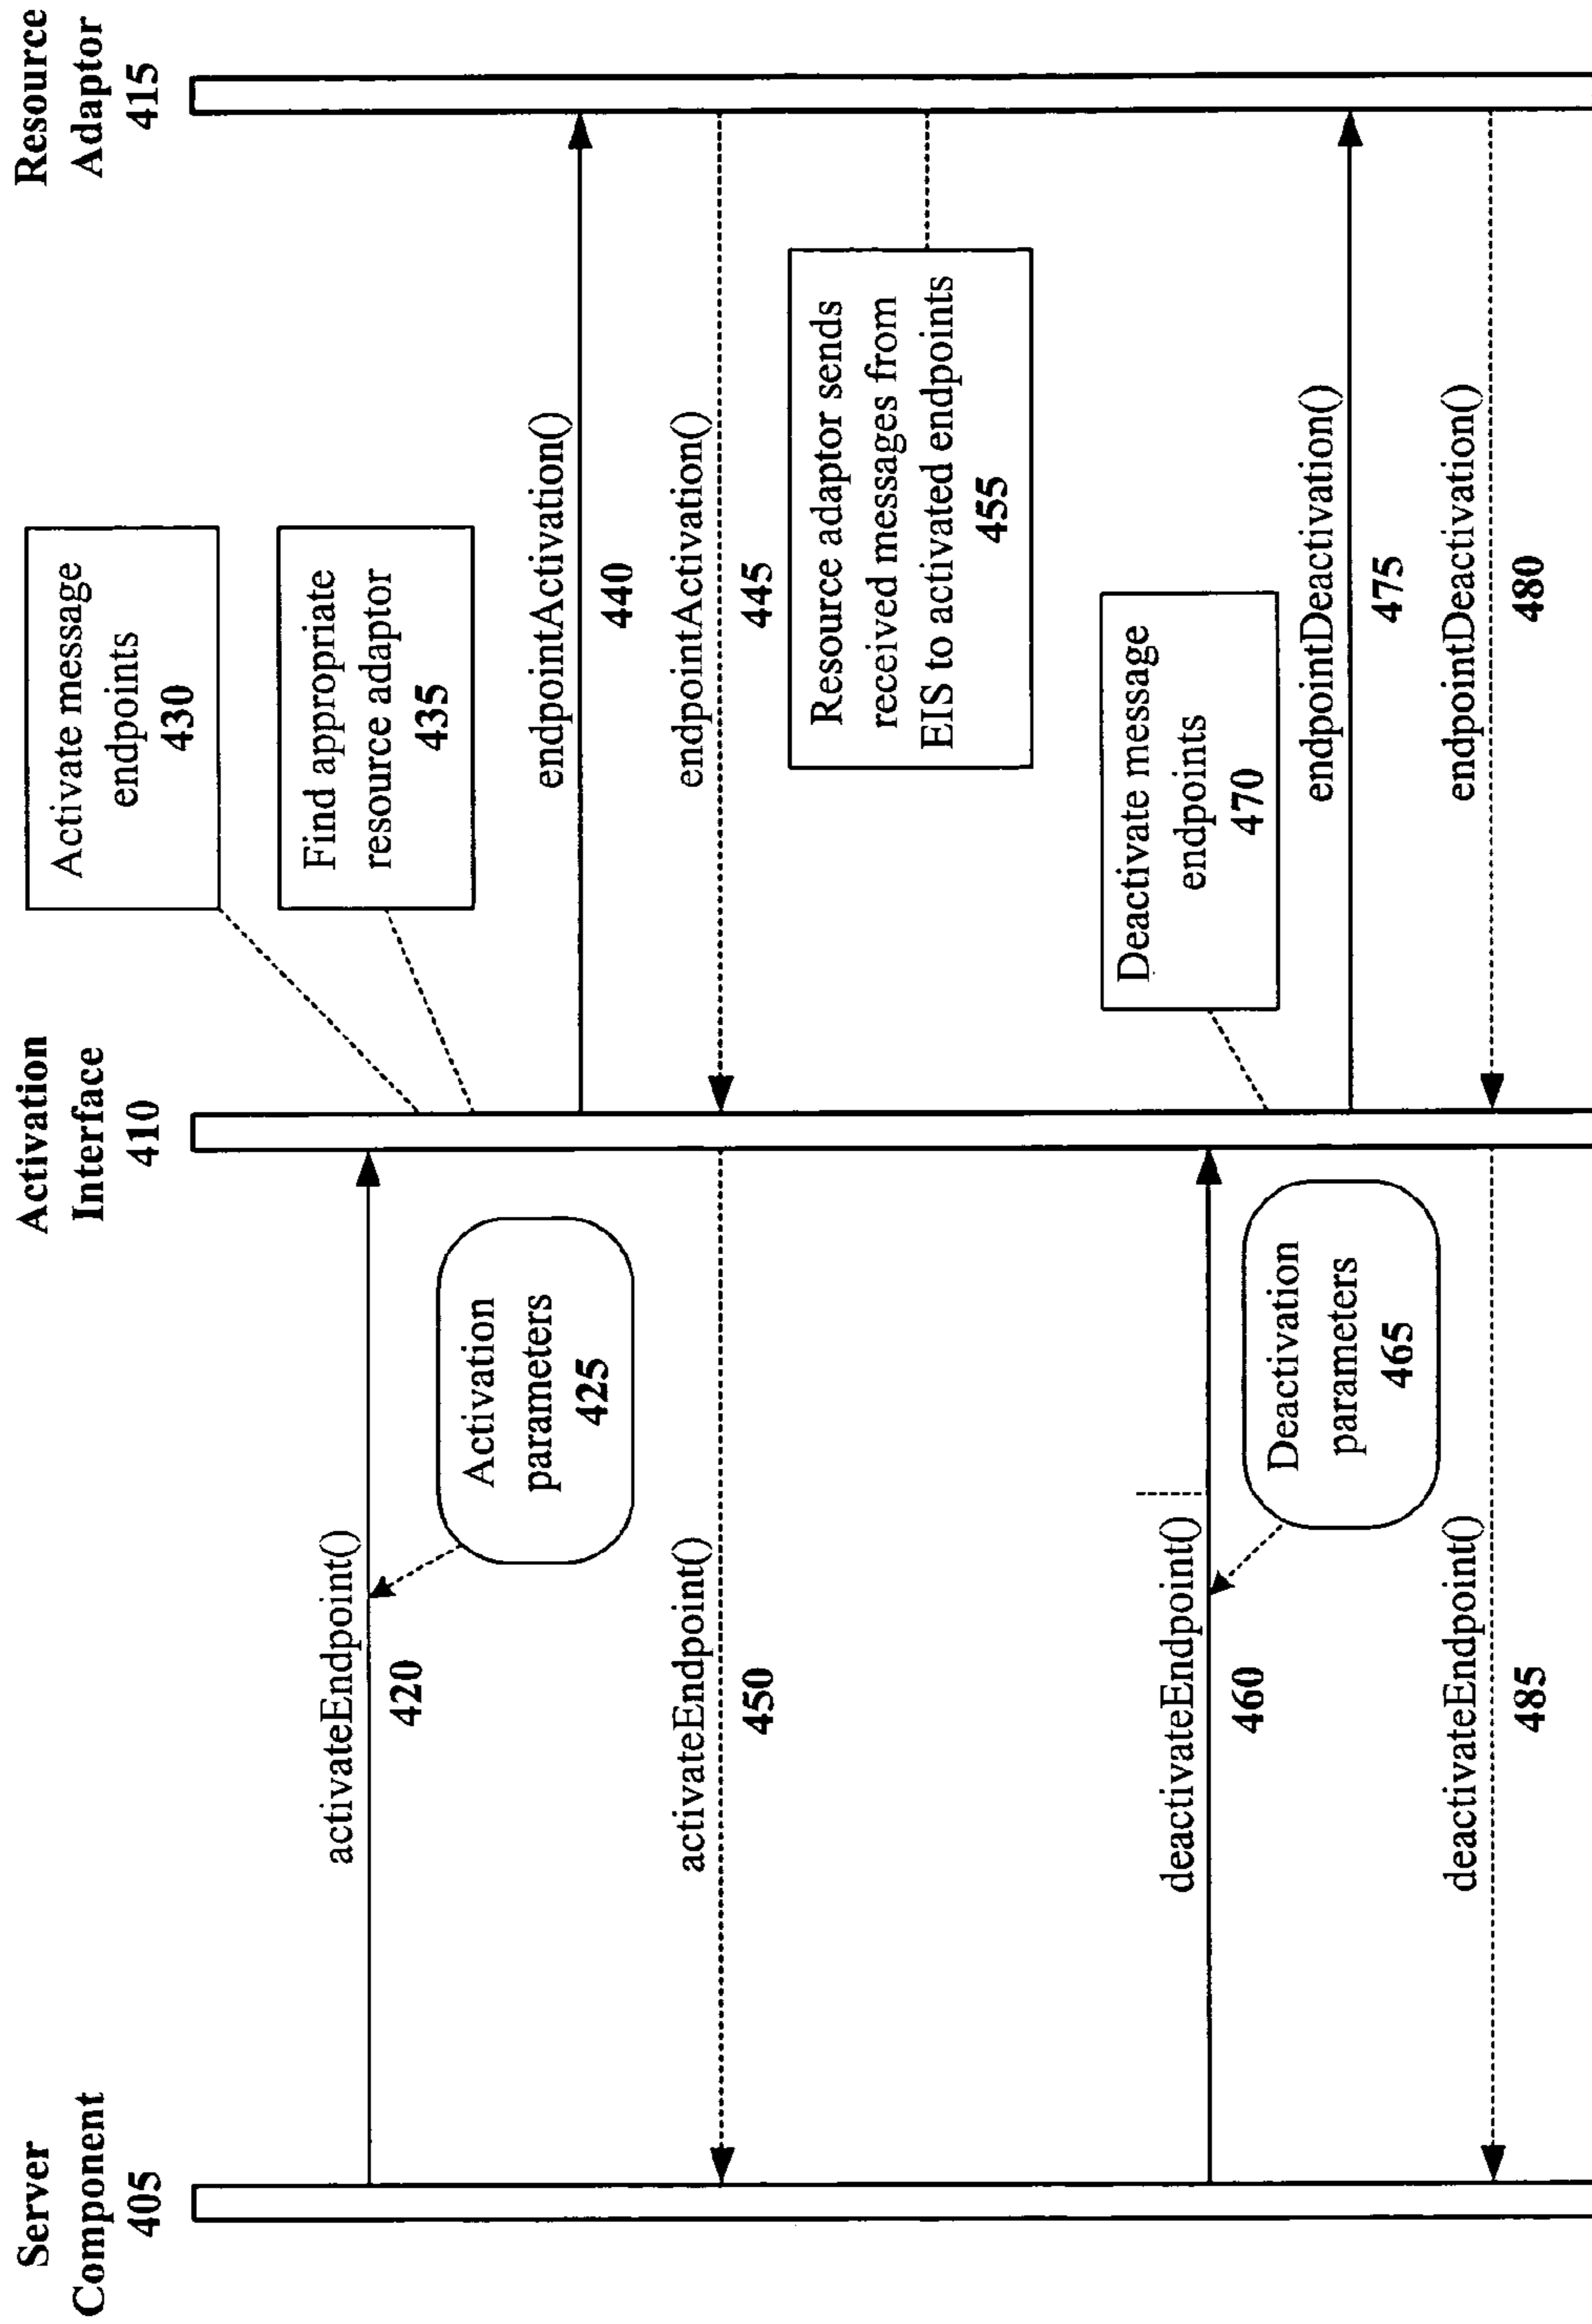 Server
Component
405
Activation
Interface
410
Resource
Adaptor
415
activateEndpoint()
420
Activation
parameters
425
Activate message
endpoints
430
Find appropriate
resource adaptor
435
endpointActivation()
440
endpointActivation()
445
activateEndpoint()
450
Resource adaptor sends
received messages from
EIS to activated endpoints
455
deactivateEndpoint()
460
Deactivation
parameters
465
Deactivate message
endpoints
470
endpointDeactivation()
475
endpointDeactivation()
480
deactivateEndpoint()
485